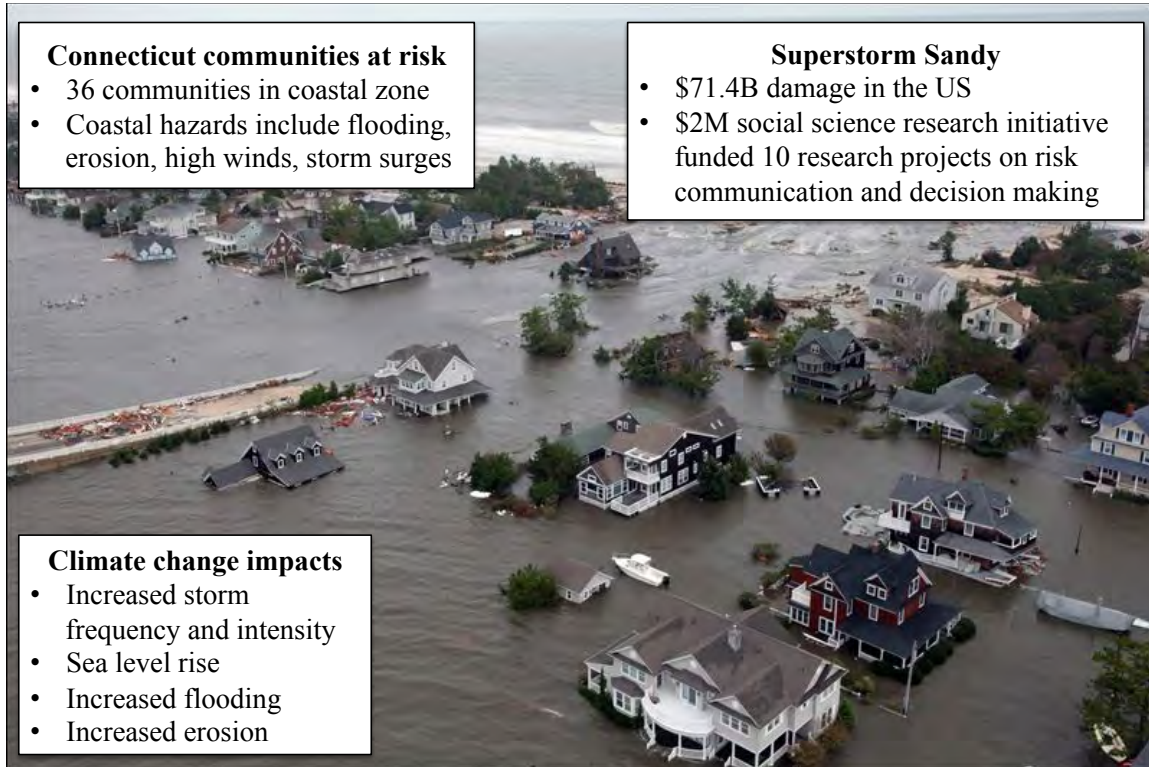 Connecticut communities at risk
• 36 communities in coastal zone
• Coastal hazards include flooding,
erosion, high winds, storm surges
Superstorm Sandy
• $71.4B damage in the US
• $2M social science research initiative
funded 10 research projects on risk
communication and decision making
Climate change impacts
• Increased storm
frequency and intensity
• Sea level rise
• Increased flooding
• Increased erosion